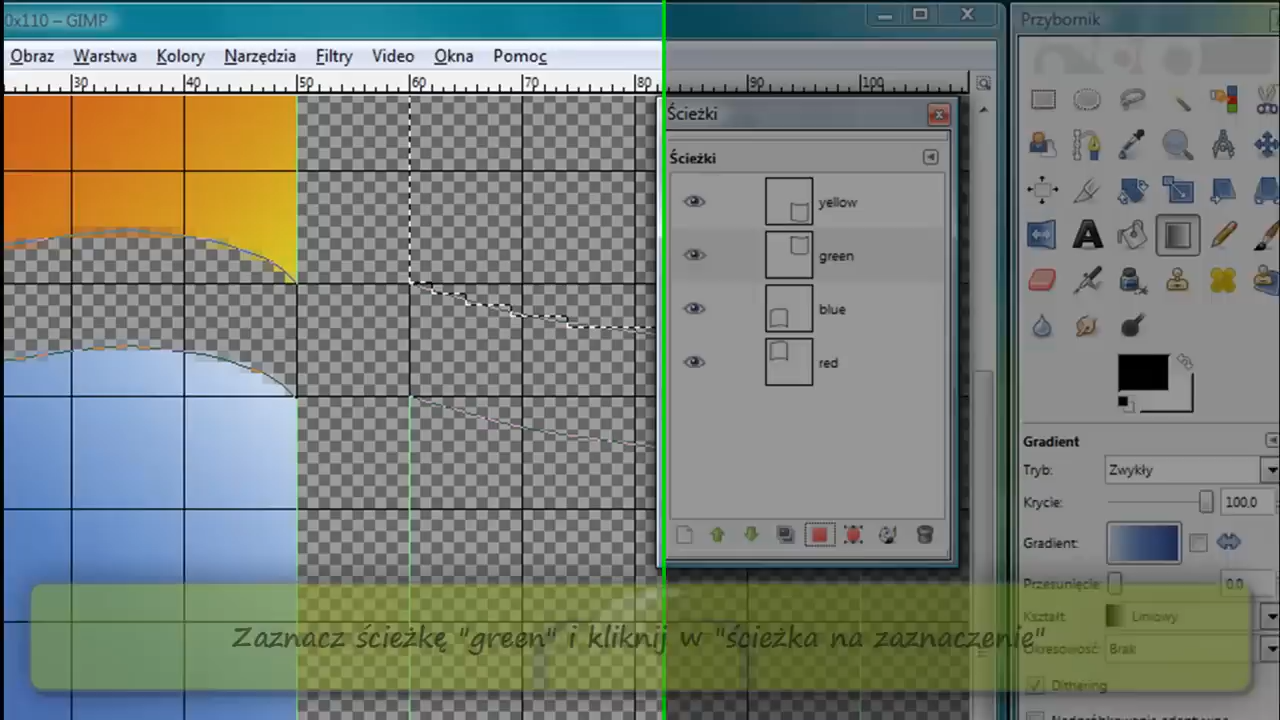 0x110 – GIMP
Obraz Warstwa Kolory Narzędzia Filtry Video Okna Pomoc
30 40 50 60 70 80 90 100
Ścieżki
Ścieżki
yellow
green
blue
red
Przybornik
Gradient
Tryb: Zwykły
Krycie: 100,0
Gradient:
Przesunięcie: 0,0
Kształt: Liniowy
Okresowość: Brak
Dithering
Zaznacz ścieżkę "green" i kliknij w "ścieżka na zaznaczenie"